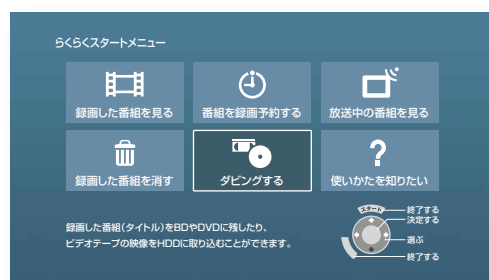 らくらくスタートメニュー
録画した番組を見る
番組を録画予約する
放送中の番組を見る
録画した番組を消す
ダビングする
使いかたを知りたい
録画した番組(タイトル)をBDやDVDに残したり、
ビデオテープの映像をHDDに取り込むことができます。
スタート
終了する
決定する
選ぶ
終了する